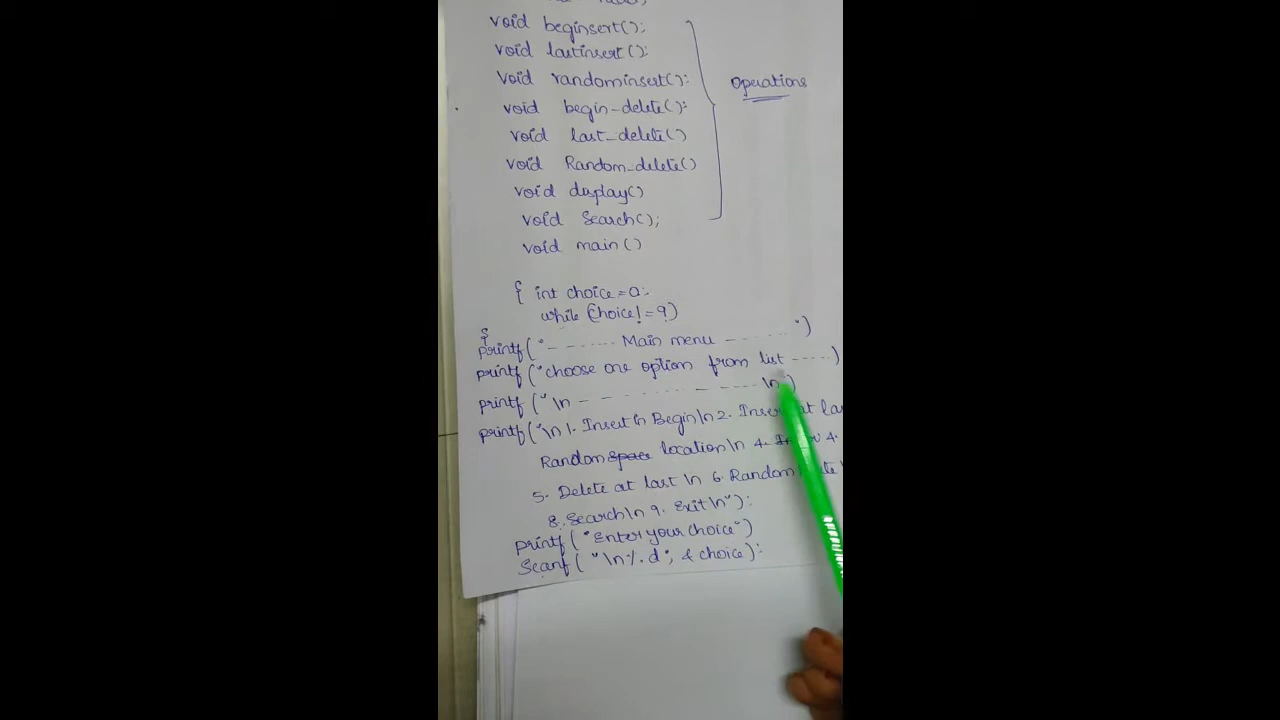 void beginsert();
void lastinsert();
void randominsert();
void begin_delete();
void last_delete()
void Random_delete()
void display()
void Search();
Operations
void main()
{ int choice=0;
while (choice!=9)
{
printf("------- Main menu -------")
printf("choose one option from list -----)
printf("\n - - - - - - - - - - - - \n")
printf("\n 1. Insert in Begin \n 2. Insert at
Random space location \n 4. 4.
5. Delete at last \n 6. Random
8. Search \n 9. Exit \n");
printf("Enter your choice")
Scanf("\n%d", &choice);